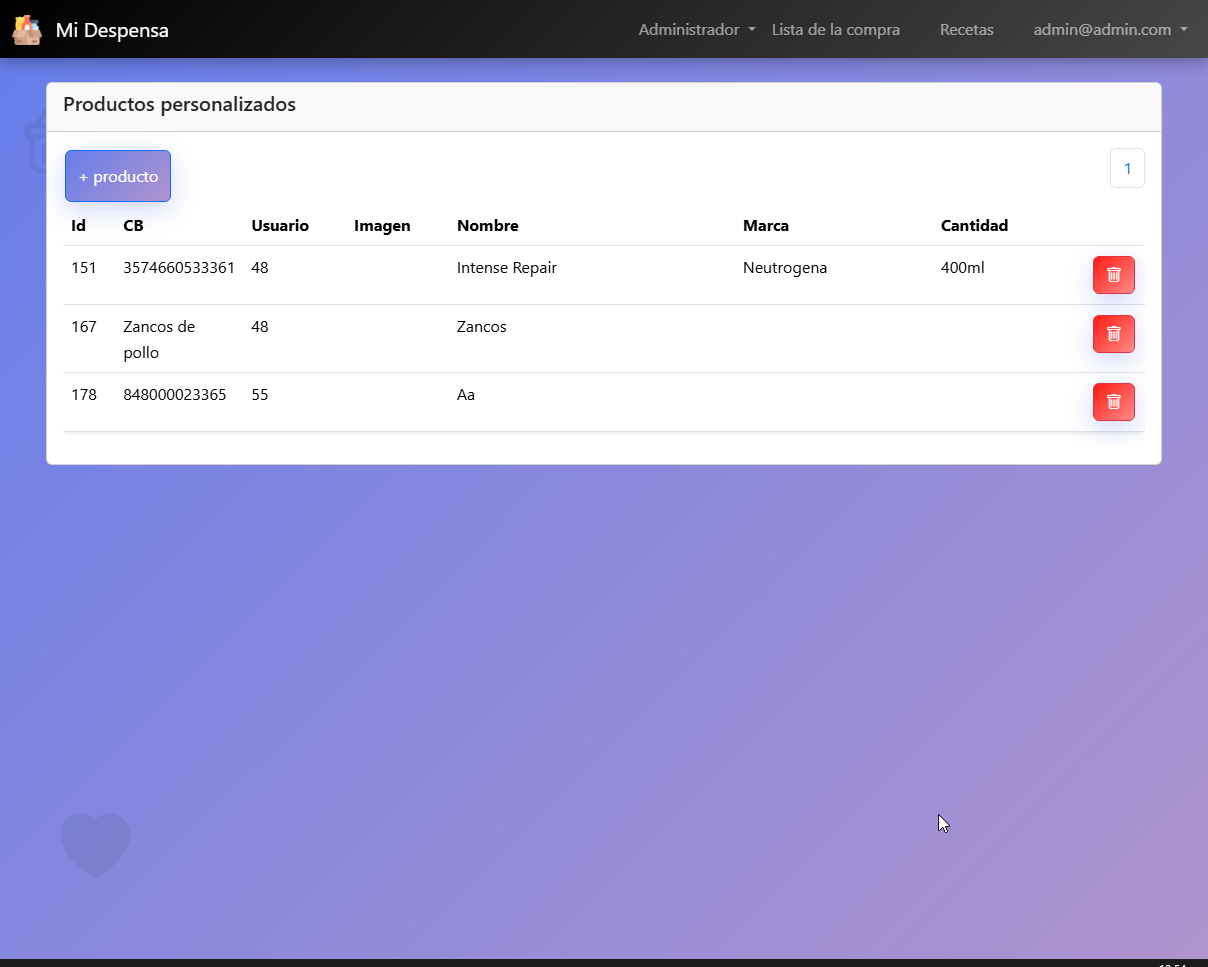 Mi Despensa Administrador Lista de la compra Recetas admin@admin.com
Productos personalizados
+ producto
1
Id CB Usuario Imagen Nombre Marca Cantidad
151 3574660533361 48 Intense Repair Neutrogena 400ml
167 Zancos de 48 Zancos
pollo
178 848000023365 55 Aa